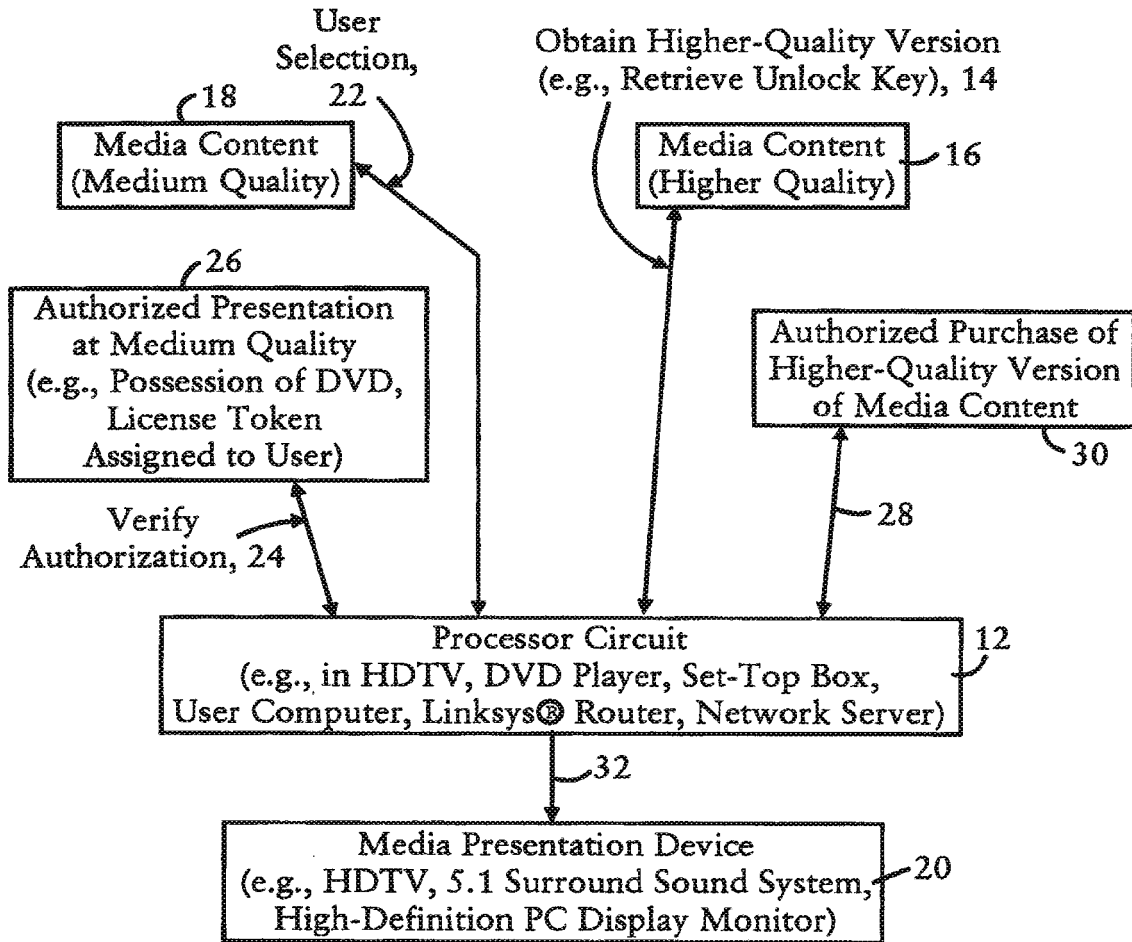 User
Selection,
22
18
Media Content
(Medium Quality)
Obtain Higher-Quality Version
(e.g., Retrieve Unlock Key), 14
Media Content
(Higher Quality)
16
26
Authorized Presentation
at Medium Quality
(e.g., Possession of DVD,
License Token
Assigned to User)
Authorized Purchase of
Higher-Quality Version
of Media Content
30
Verify
Authorization, 24
28
Processor Circuit
(e.g., in HDTV, DVD Player, Set-Top Box,
User Computer, Linksys® Router, Network Server)
12
32
Media Presentation Device
(e.g., HDTV, 5.1 Surround Sound System,
High-Definition PC Display Monitor)
20